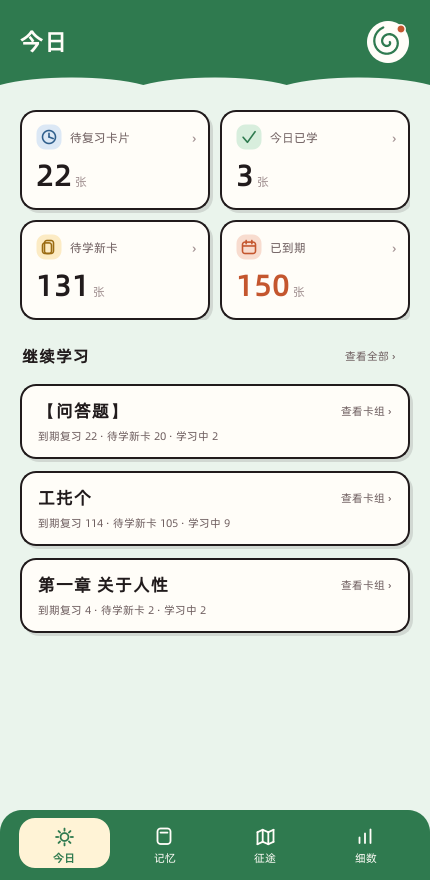 今日
待复习卡片 ›
22 张
今日已学 ›
3 张
待学新卡 ›
131 张
已到期 ›
150 张
继续学习
查看全部 ›
【问答题】
查看卡组 ›
到期复习 22 · 待学新卡 20 · 学习中 2
工㧡个
查看卡组 ›
到期复习 114 · 待学新卡 105 · 学习中 9
第一章 关于人性
查看卡组 ›
到期复习 4 · 待学新卡 2 · 学习中 2
今日
记忆
征途
细数